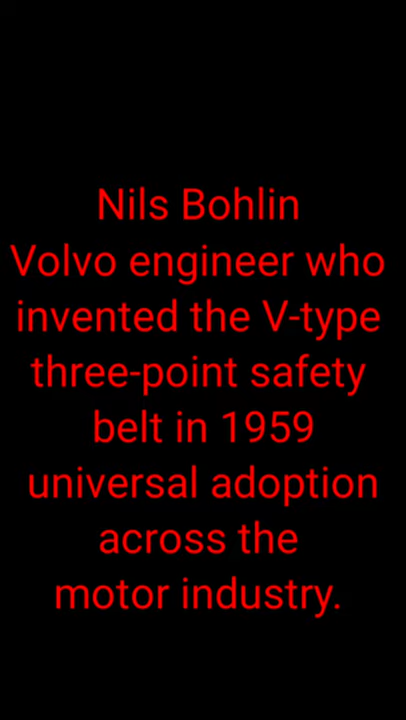 Nils Bohlin
Volvo engineer who
invented the V-type
three-point safety
belt in 1959
universal adoption
across the
motor industry.